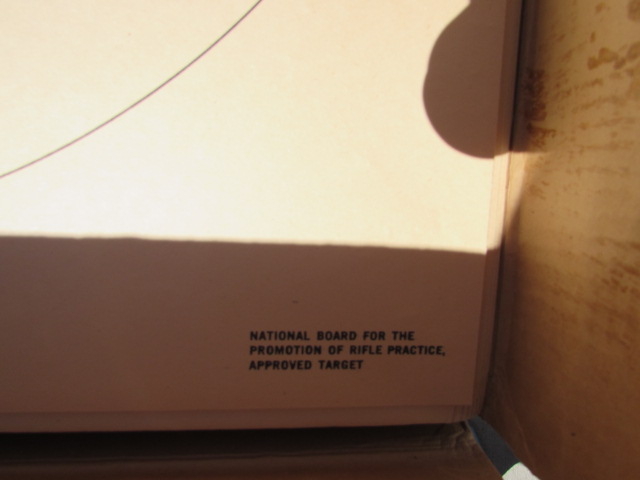 NATIONAL BOARD FOR THE
PROMOTION OF RIFLE PRACTICE,
APPROVED TARGET